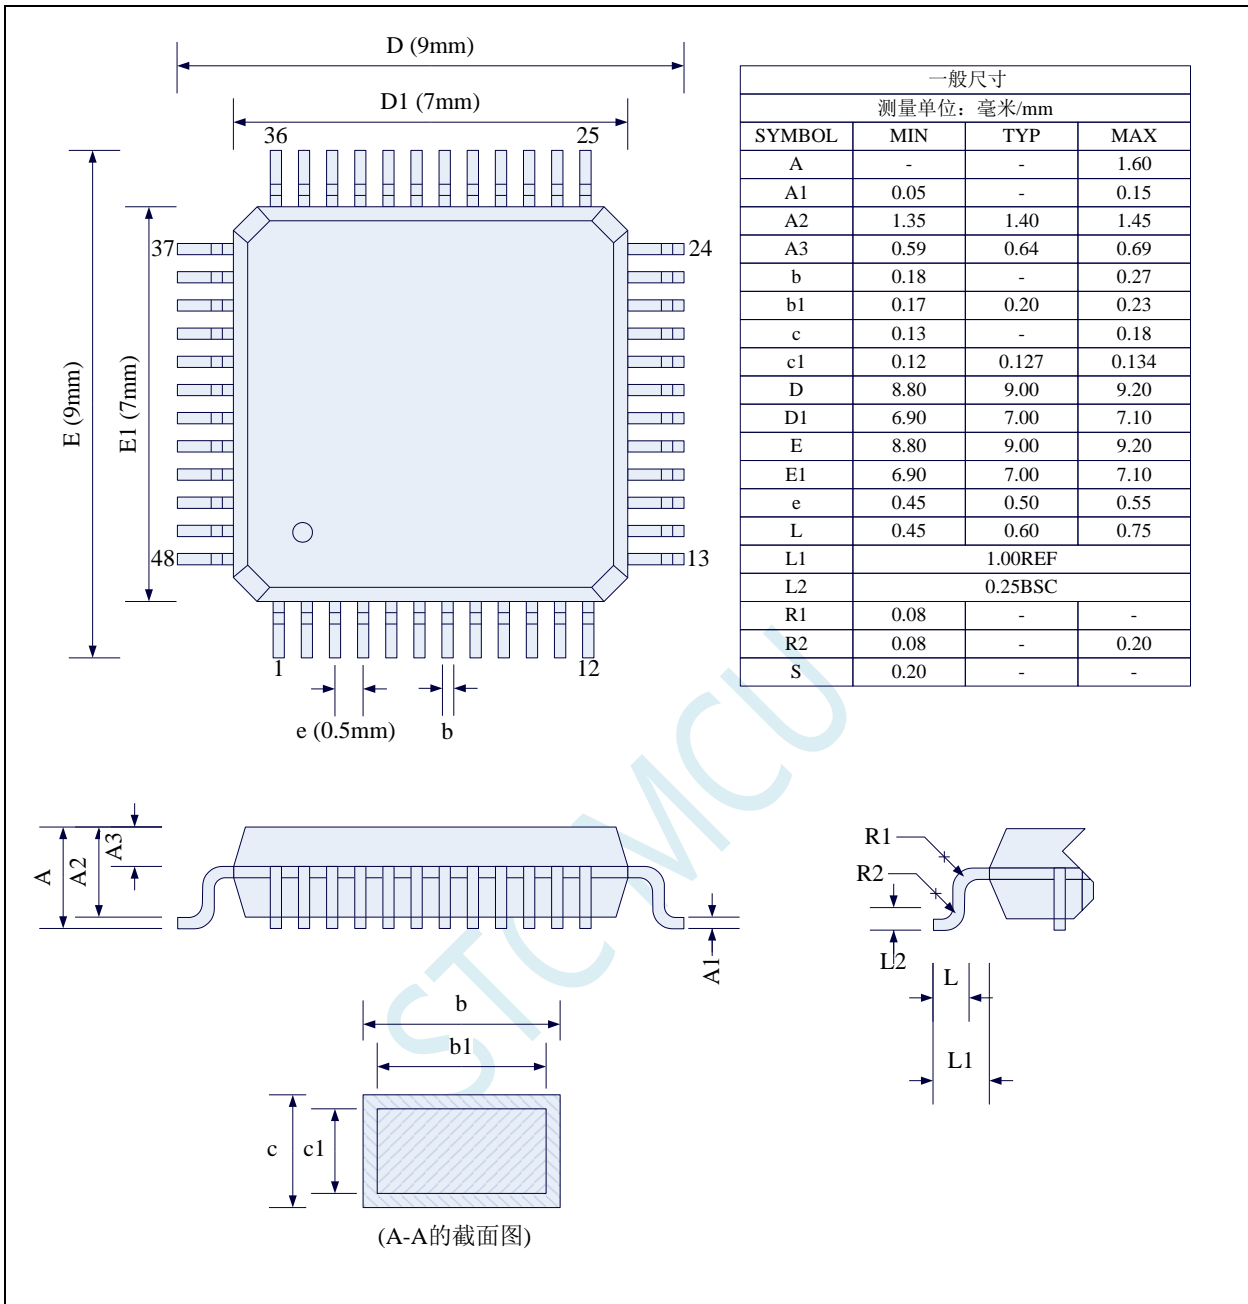 D (9mm)
D1 (7mm)
36 25
37 24
48 13
1 12
E (9mm)
E1 (7mm)
e (0.5mm) b
一般尺寸
测量单位：毫米/mm
SYMBOL MIN TYP MAX
A - - 1.60
A1 0.05 - 0.15
A2 1.35 1.40 1.45
A3 0.59 0.64 0.69
b 0.18 - 0.27
b1 0.17 0.20 0.23
c 0.13 - 0.18
c1 0.12 0.127 0.134
D 8.80 9.00 9.20
D1 6.90 7.00 7.10
E 8.80 9.00 9.20
E1 6.90 7.00 7.10
e 0.45 0.50 0.55
L 0.45 0.60 0.75
L1 1.00REF
L2 0.25BSC
R1 0.08 - -
R2 0.08 - 0.20
S 0.20 - -
STC MCU
A
A2
A3
A1
R1
R2
L2
L
L1
b
b1
c
c1
(A-A的截面图)